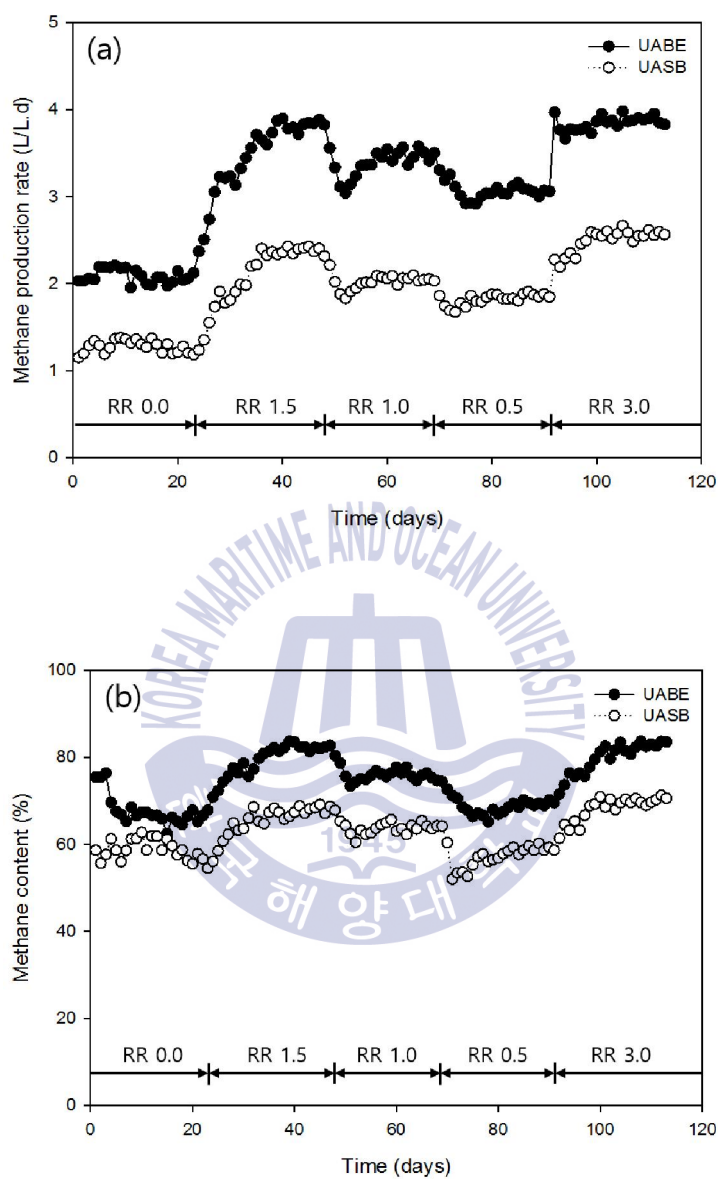 (a)
UABE
UASB
Methane production rate (L/L.d)
5
4
3
2
1
0
RR 0.0
RR 1.5
RR 1.0
RR 0.5
RR 3.0
0 20 40 60 80 100 120
Time (days)
KOREA MARITIME AND OCEAN UNIVERSITY
1945
(b)
UABE
UASB
Methane content (%)
100
80
60
40
20
0
RR 0.0
RR 1.5
RR 1.0
RR 0.5
RR 3.0
0 20 40 60 80 100 120
Time (days)